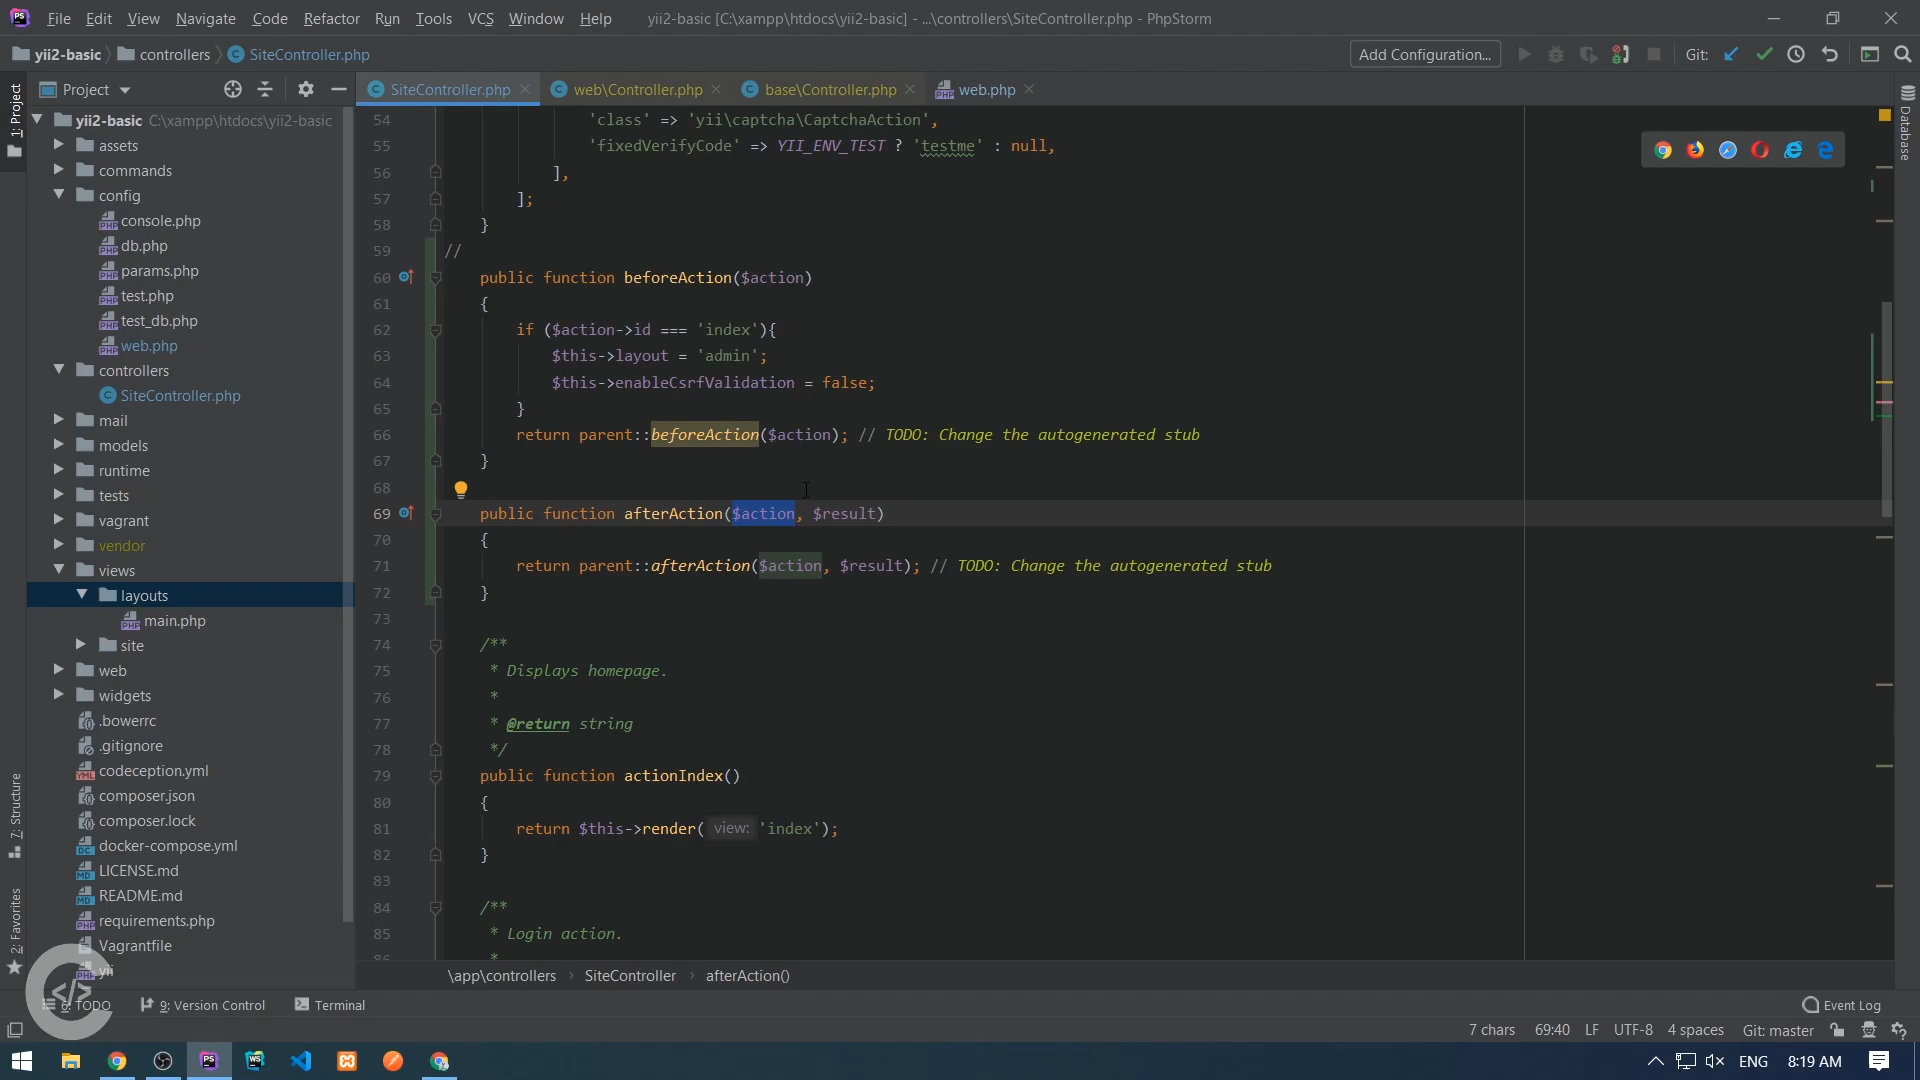 File Edit View Navigate Code Refactor Run Tools VCS Window Help yii2-basic [C:\xampp\htdocs\yii2-basic] - ...\controllers\SiteController.php - PhpStorm
yii2-basic controllers SiteController.php Add Configuration... Git:
Project SiteController.php web\Controller.php base\Controller.php web.php
1: Project
Database
yii2-basic C:\xampp\htdocs\yii2-basic
assets
commands
config
console.php
db.php
params.php
test.php
test_db.php
web.php
controllers
SiteController.php
mail
models
runtime
tests
vagrant
vendor
views
layouts
main.php
site
web
widgets
.bowerrc
.gitignore
codeception.yml
composer.json
composer.lock
docker-compose.yml
LICENSE.md
README.md
requirements.php
Vagrantfile
yii
7: Structure
2: Favorites
54 'class' => 'yii\captcha\CaptchaAction',
55 'fixedVerifyCode' => YII_ENV_TEST ? 'testme' : null,
56 ],
57 ];
58 }
59 //
60 public function beforeAction($action)
61 {
62 if ($action->id === 'index'){
63 $this->layout = 'admin';
64 $this->enableCsrfValidation = false;
65 }
66 return parent::beforeAction($action); // TODO: Change the autogenerated stub
67 }
68
69 public function afterAction($action, $result)
70 {
71 return parent::afterAction($action, $result); // TODO: Change the autogenerated stub
72 }
73
74 /**
75 * Displays homepage.
76 *
77 * @return string
78 */
79 public function actionIndex()
80 {
81 return $this->render( view: 'index');
82 }
83
84 /**
85 * Login action.
86 *
\app\controllers › SiteController › afterAction()
6: TODO 9: Version Control Terminal Event Log
7 chars 69:40 LF UTF-8 4 spaces Git: master
ENG 8:19 AM